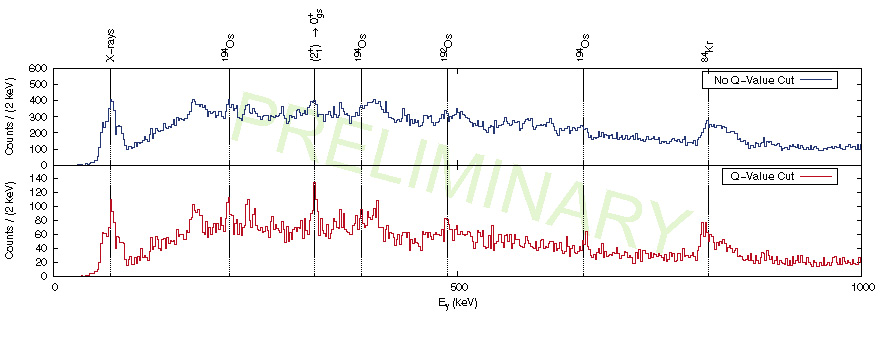 X-rays
194Os
(2₁⁺) → 0⁺gs
194Os
192Os
194Os
84Kr
Counts / (2 keV)
600
500
400
300
200
100
0
No Q-Value Cut
PRELIMINARY
Counts / (2 keV)
140
120
100
80
60
40
20
0
Q-Value Cut
0
500
1000
Eγ (keV)